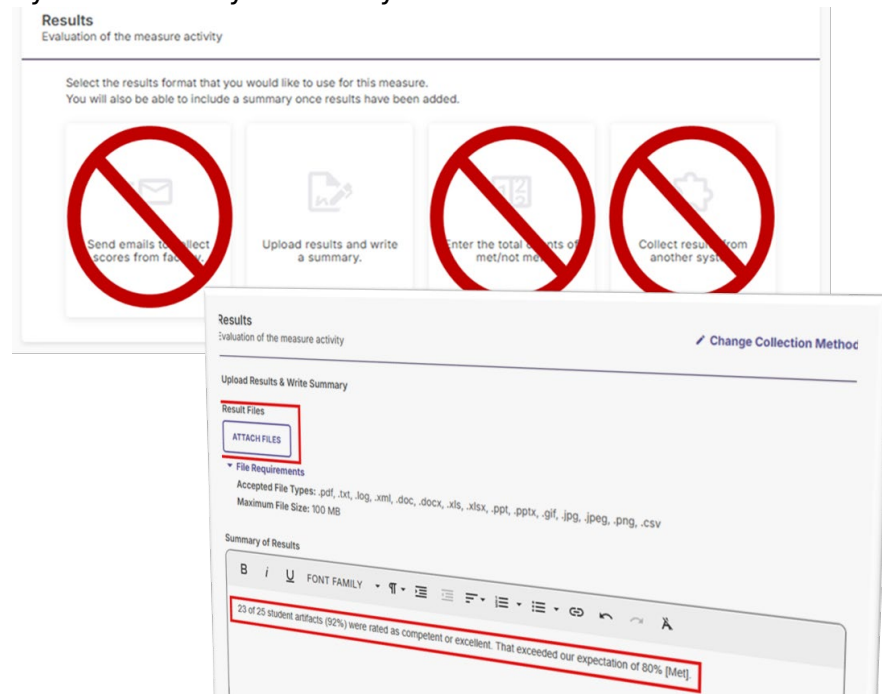 Results
Evaluation of the measure activity
Select the results format that you would like to use for this measure.
You will also be able to include a summary once results have been added.
Send emails to collect
scores from
Upload results and write
a summary.
Enter the total of
met/not
Collect from
another
Results
Evaluation of the measure activity
Change Collection Method
Upload Results & Write Summary
Result Files
ATTACH FILES
File Requirements
Accepted File Types: .pdf, .txt, .log, .xml, .doc, .docx, .xls, .xlsx, .ppt, .pptx, .gif, .jpg, .jpeg, .png, .csv
Maximum File Size: 100 MB
Summary of Results
B i U FONT FAMILY
23 of 25 student artifacts (92%) were rated as competent or excellent. That exceeded our expectation of 80% [Met].